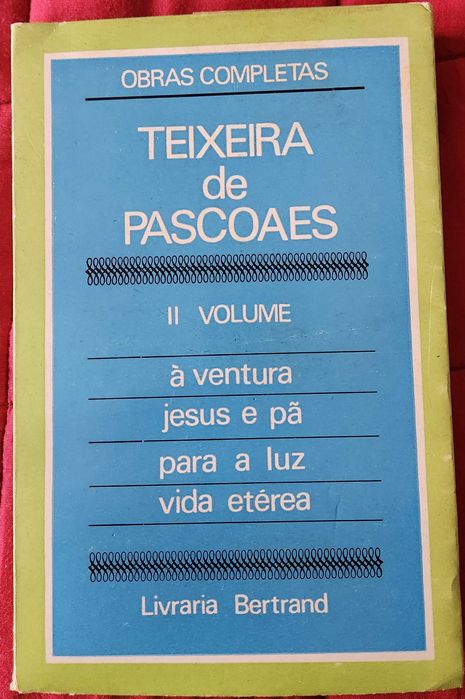 OBRAS COMPLETAS
TEIXEIRA
de
PASCOAES
II VOLUME
à ventura
jesus e pã
para a luz
vida etérea
Livraria Bertrand